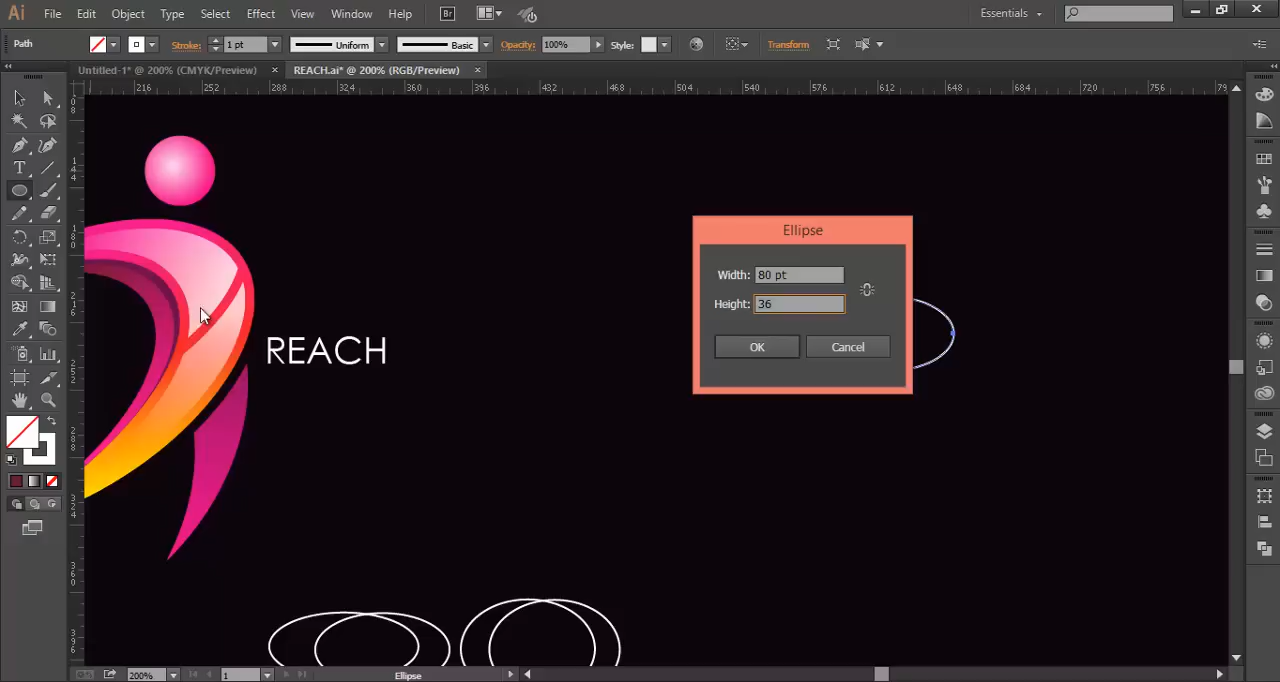 Ai File Edit Object Type Select Effect View Window Help Br Essentials
Path Stroke: 1 pt Uniform Basic Opacity: 100% Style: Transform
Untitled-1* @ 200% (CMYK/Preview) × REACH.ai* @ 200% (RGB/Preview) ×
216 252 288 324 360 396 432 468 504 540 576 612 648 684 720 756 79
Ellipse
Width: 80 pt
Height: 36
OK Cancel
REACH
200% 1 Ellipse